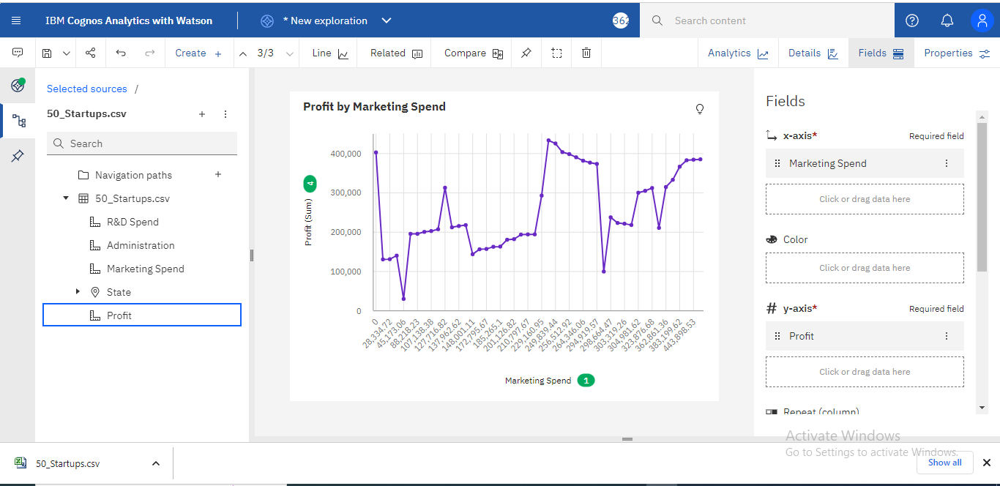 IBM Cognos Analytics with Watson
* New exploration
362
Search content
Create +
3/3
Line
Related
Compare
Analytics
Details
Fields
Properties
Selected sources /
50_Startups.csv
Search
Navigation paths
50_Startups.csv
R&D Spend
Administration
Marketing Spend
State
Profit
Profit by Marketing Spend
400,000
300,000
200,000
100,000
0
Profit (Sum) 4
0
28,334.72
45,173.06
88,218.23
107,138.38
127,716.82
137,962.62
148,001.11
172,795.67
185,265.1
201,126.82
210,797.67
229,160.95
249,839.44
256,512.92
264,346.06
294,919.57
298,664.47
303,319.26
304,981.62
323,876.68
362,861.36
383,199.62
443,898.53
Marketing Spend 1
Fields
x-axis* Required field
Marketing Spend
Click or drag data here
Color
Click or drag data here
y-axis* Required field
Profit
Click or drag data here
Repeat (column)
Activate Windows
Go to Settings to activate Windows.
50_Startups.csv
Show all